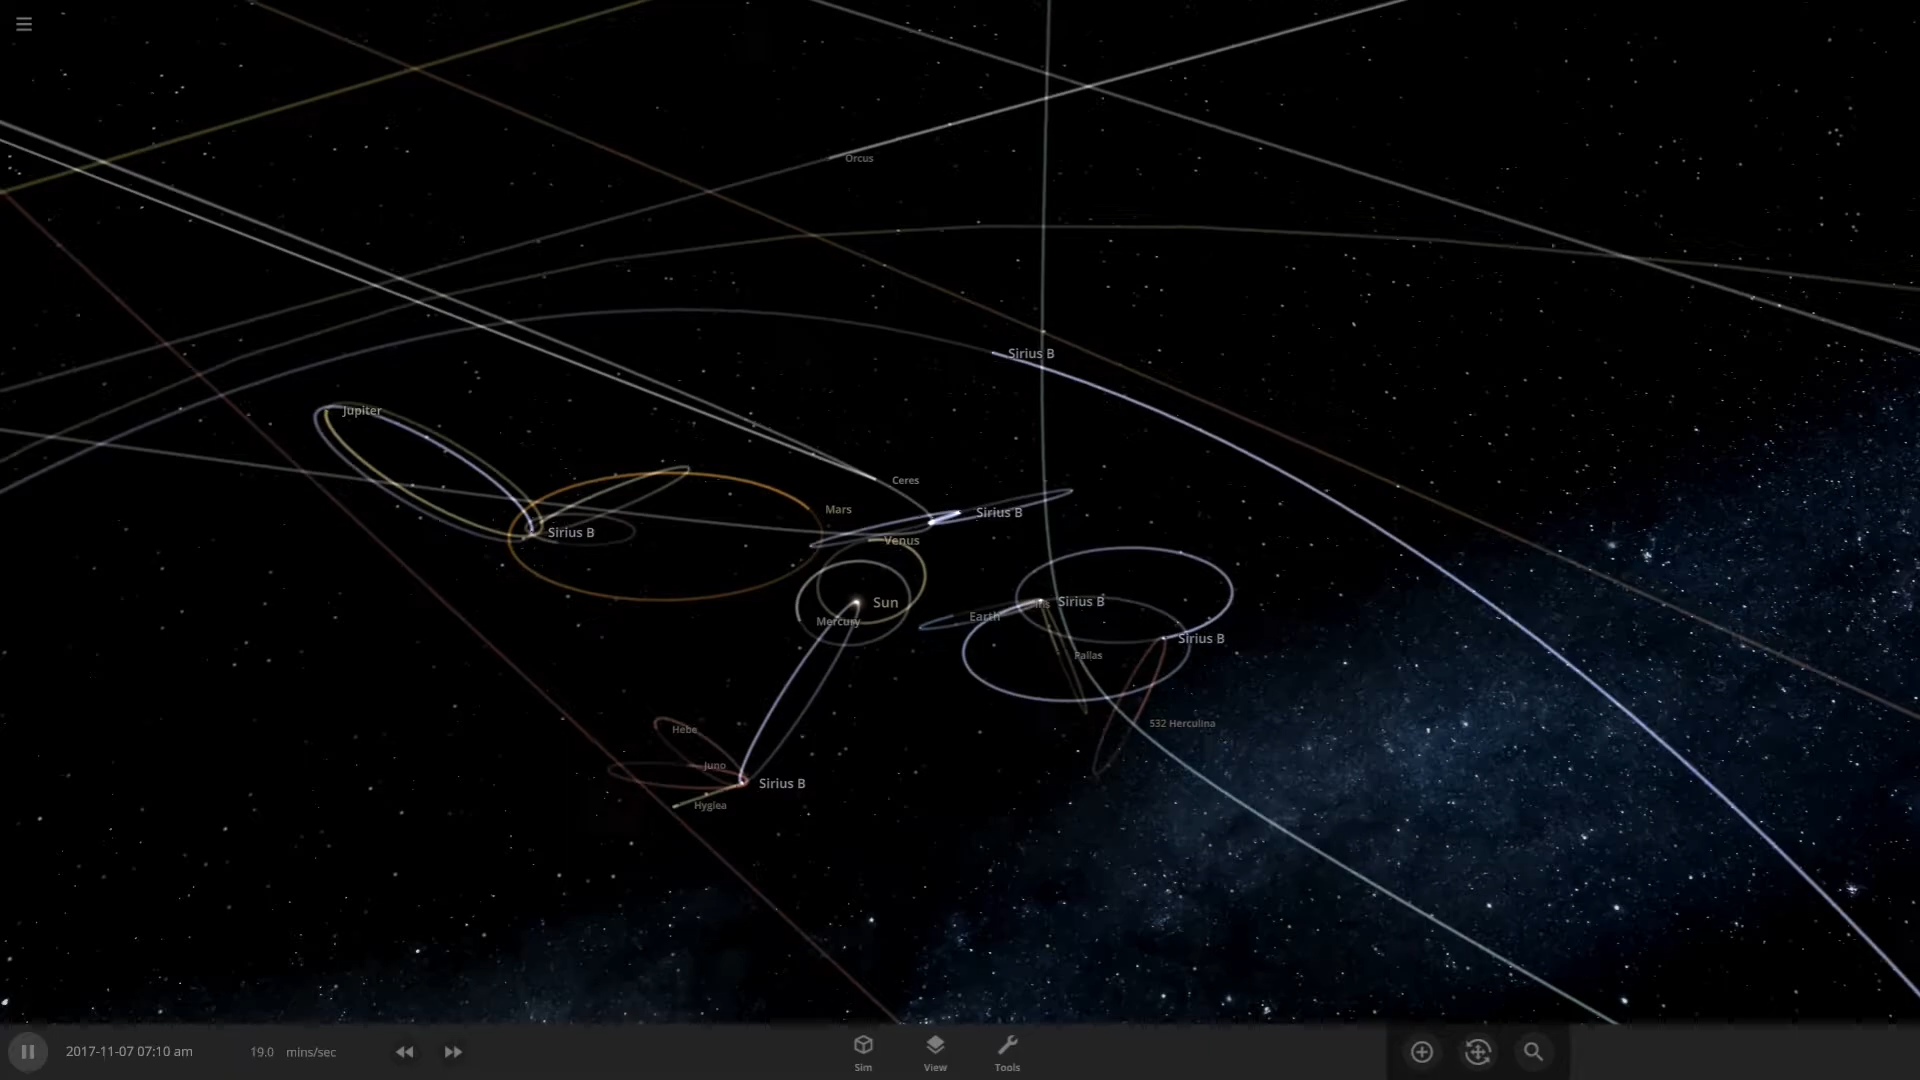 Orcus
Sirius B
Jupiter
Ceres
Mars
Sirius B
Sirius B
Venus
Sun
Sirius B
Earth
Mercury
Sirius B
Pallas
532 Herculina
Hebe
Juno
Sirius B
Hygiea
2017-11-07 07:10 am
19.0 mins/sec
Sim
View
Tools